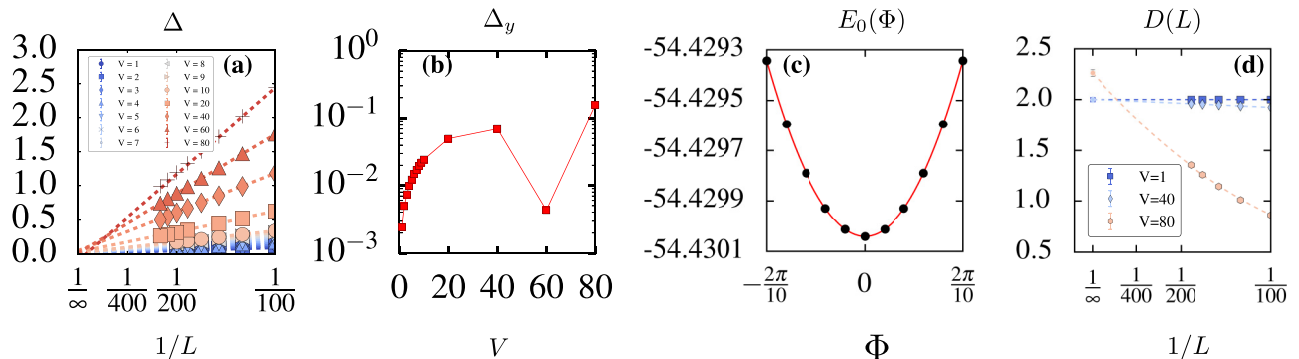 Δ
3.0
2.5
2.0
1.5
1.0
0.5
0.0
(a)
V = 1
V = 2
V = 3
V = 4
V = 5
V = 6
V = 7
V = 8
V = 9
V = 10
V = 20
V = 40
V = 60
V = 80
1/∞ 1/400 1/200 1/100
1/L
Δ_y
10^0
10^-1
10^-2
10^-3
(b)
0 20 40 60 80
V
E_0(Φ)
-54.4293
-54.4295
-54.4297
-54.4299
-54.4301
(c)
−2π/10 0 2π/10
Φ
D(L)
2.5
2.0
1.5
1.0
0.5
(d)
V=1
V=40
V=80
1/∞ 1/400 1/200 1/100
1/L